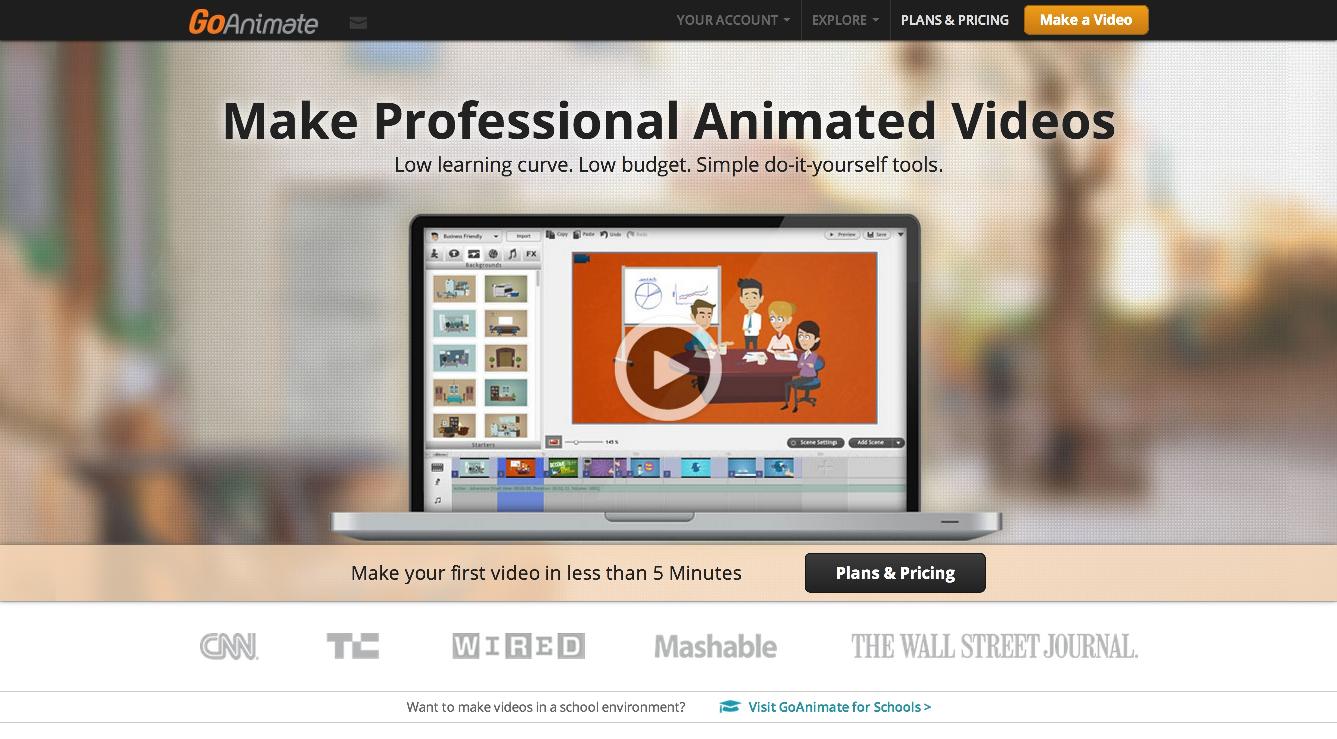 GoAnimate
YOUR ACCOUNT
EXPLORE
PLANS & PRICING
Make a Video
Make Professional Animated Videos
Low learning curve. Low budget. Simple do-it-yourself tools.
Business Friendly
Import
Copy
Paste
Undo
Redo
Preview
Save
FX
Backgrounds
Starters
145 %
Scene Settings
Add Scene
Make your first video in less than 5 Minutes
Plans & Pricing
CNN
TC
WIRED
Mashable
THE WALL STREET JOURNAL.
Want to make videos in a school environment?
Visit GoAnimate for Schools >